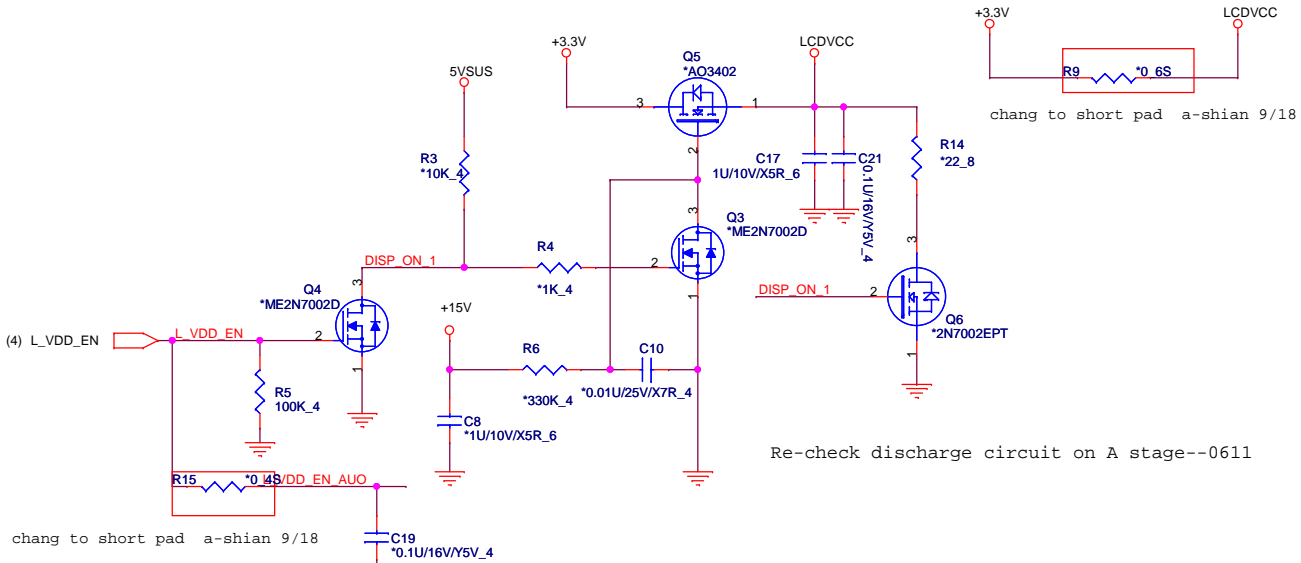 +3.3V
LCDVCC
R9
*0_6S
chang to short pad a-shian 9/18
+3.3V
Q5
*AO3402
LCDVCC
3
1
2
5VSUS
R3
*10K_4
C17
1U/10V/X5R_6
C21
*0.1U/16V/Y5V_4
R14
*22_8
Q3
*ME2N7002D
3
2
1
DISP_ON_1
R4
*1K_4
Q4
*ME2N7002D
3
2
1
DISP_ON_1
3
2
1
Q6
*2N7002EPT
+15V
(4) L_VDD_EN
L_VDD_EN
R5
100K_4
R6
*330K_4
C10
*0.01U/25V/X7R_4
C8
*1U/10V/X5R_6
Re-check discharge circuit on A stage--0611
R15
*0_4S
L_VDD_EN_AUO
chang to short pad a-shian 9/18
C19
*0.1U/16V/Y5V_4